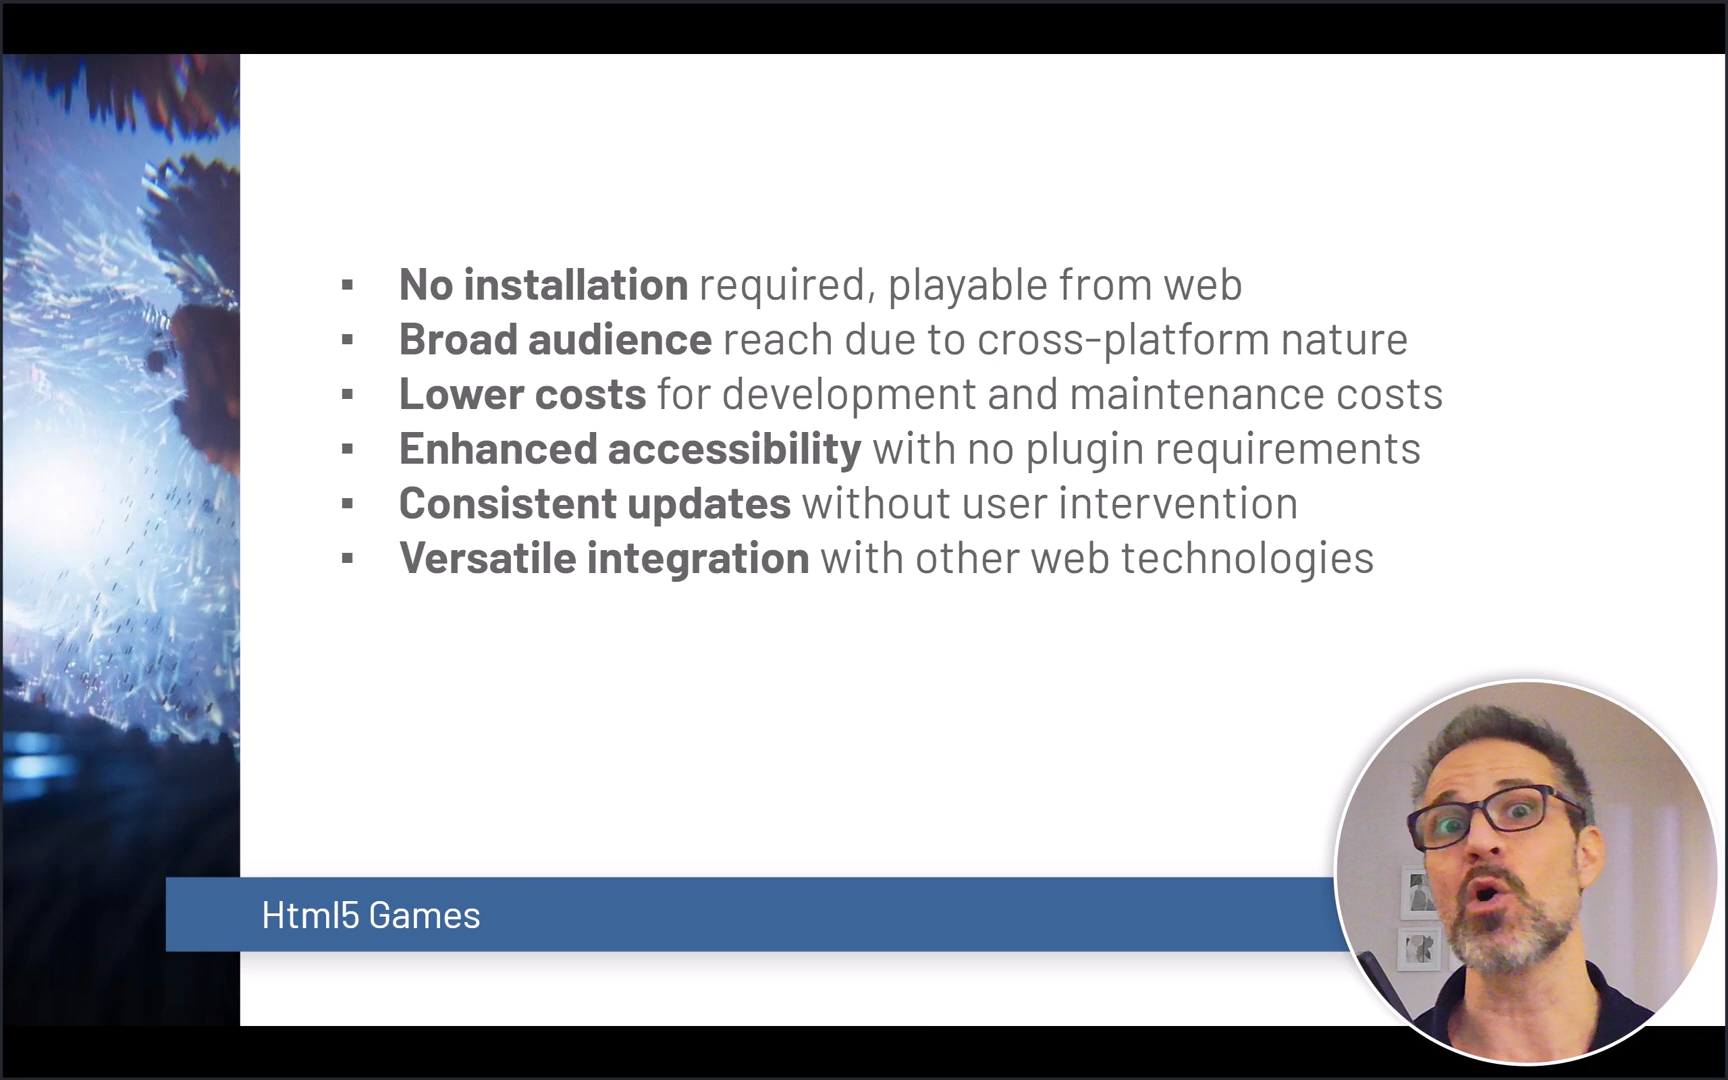 ▪ No installation required, playable from web
▪ Broad audience reach due to cross-platform nature
▪ Lower costs for development and maintenance costs
▪ Enhanced accessibility with no plugin requirements
▪ Consistent updates without user intervention
▪ Versatile integration with other web technologies
Html5 Games